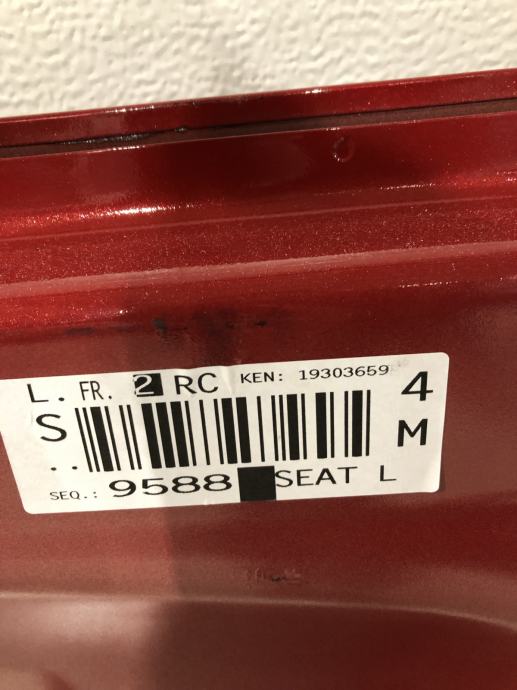 L. FR. 2 RC KEN: 19303659 4
S M
..
SEQ.: 9588 SEAT L